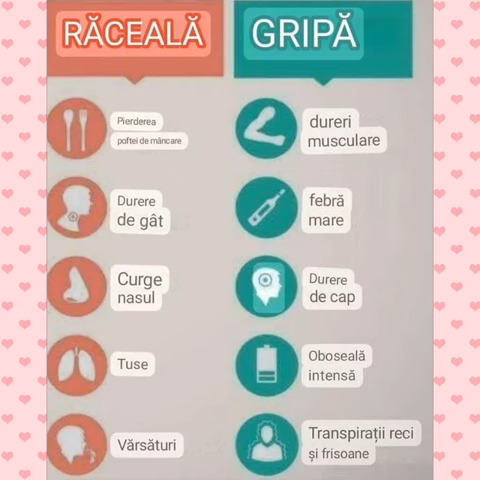 RĂCEALĂ
Pierderea
poftei de mâncare
Durere
de gât
Curge
nasul
Tuse
Vărsături
GRIPĂ
dureri
musculare
febră
mare
Durere
de cap
Oboseală
intensă
Transpirații reci
și frisoane